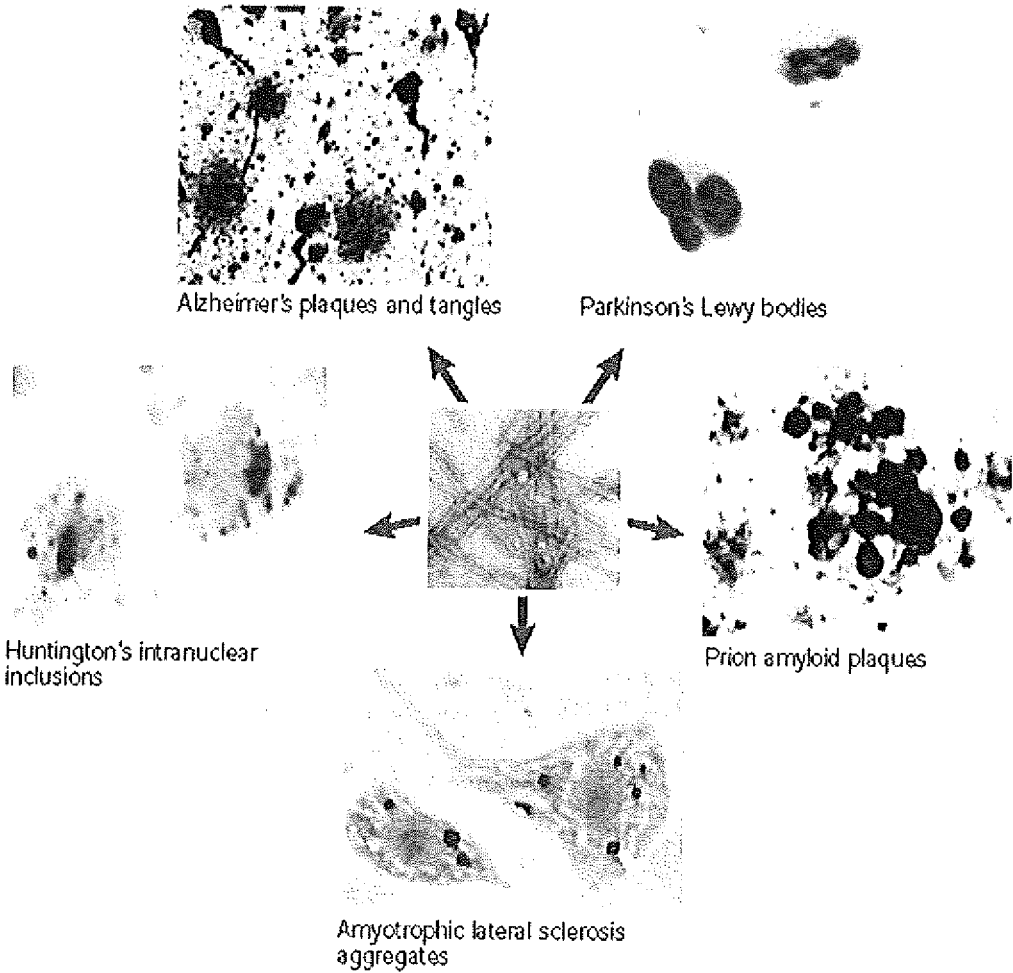 Alzheimer's plaques and tangles
Parkinson's Lewy bodies
Huntington's intranuclear
inclusions
Prion amyloid plaques
Amyotrophic lateral sclerosis
aggregates